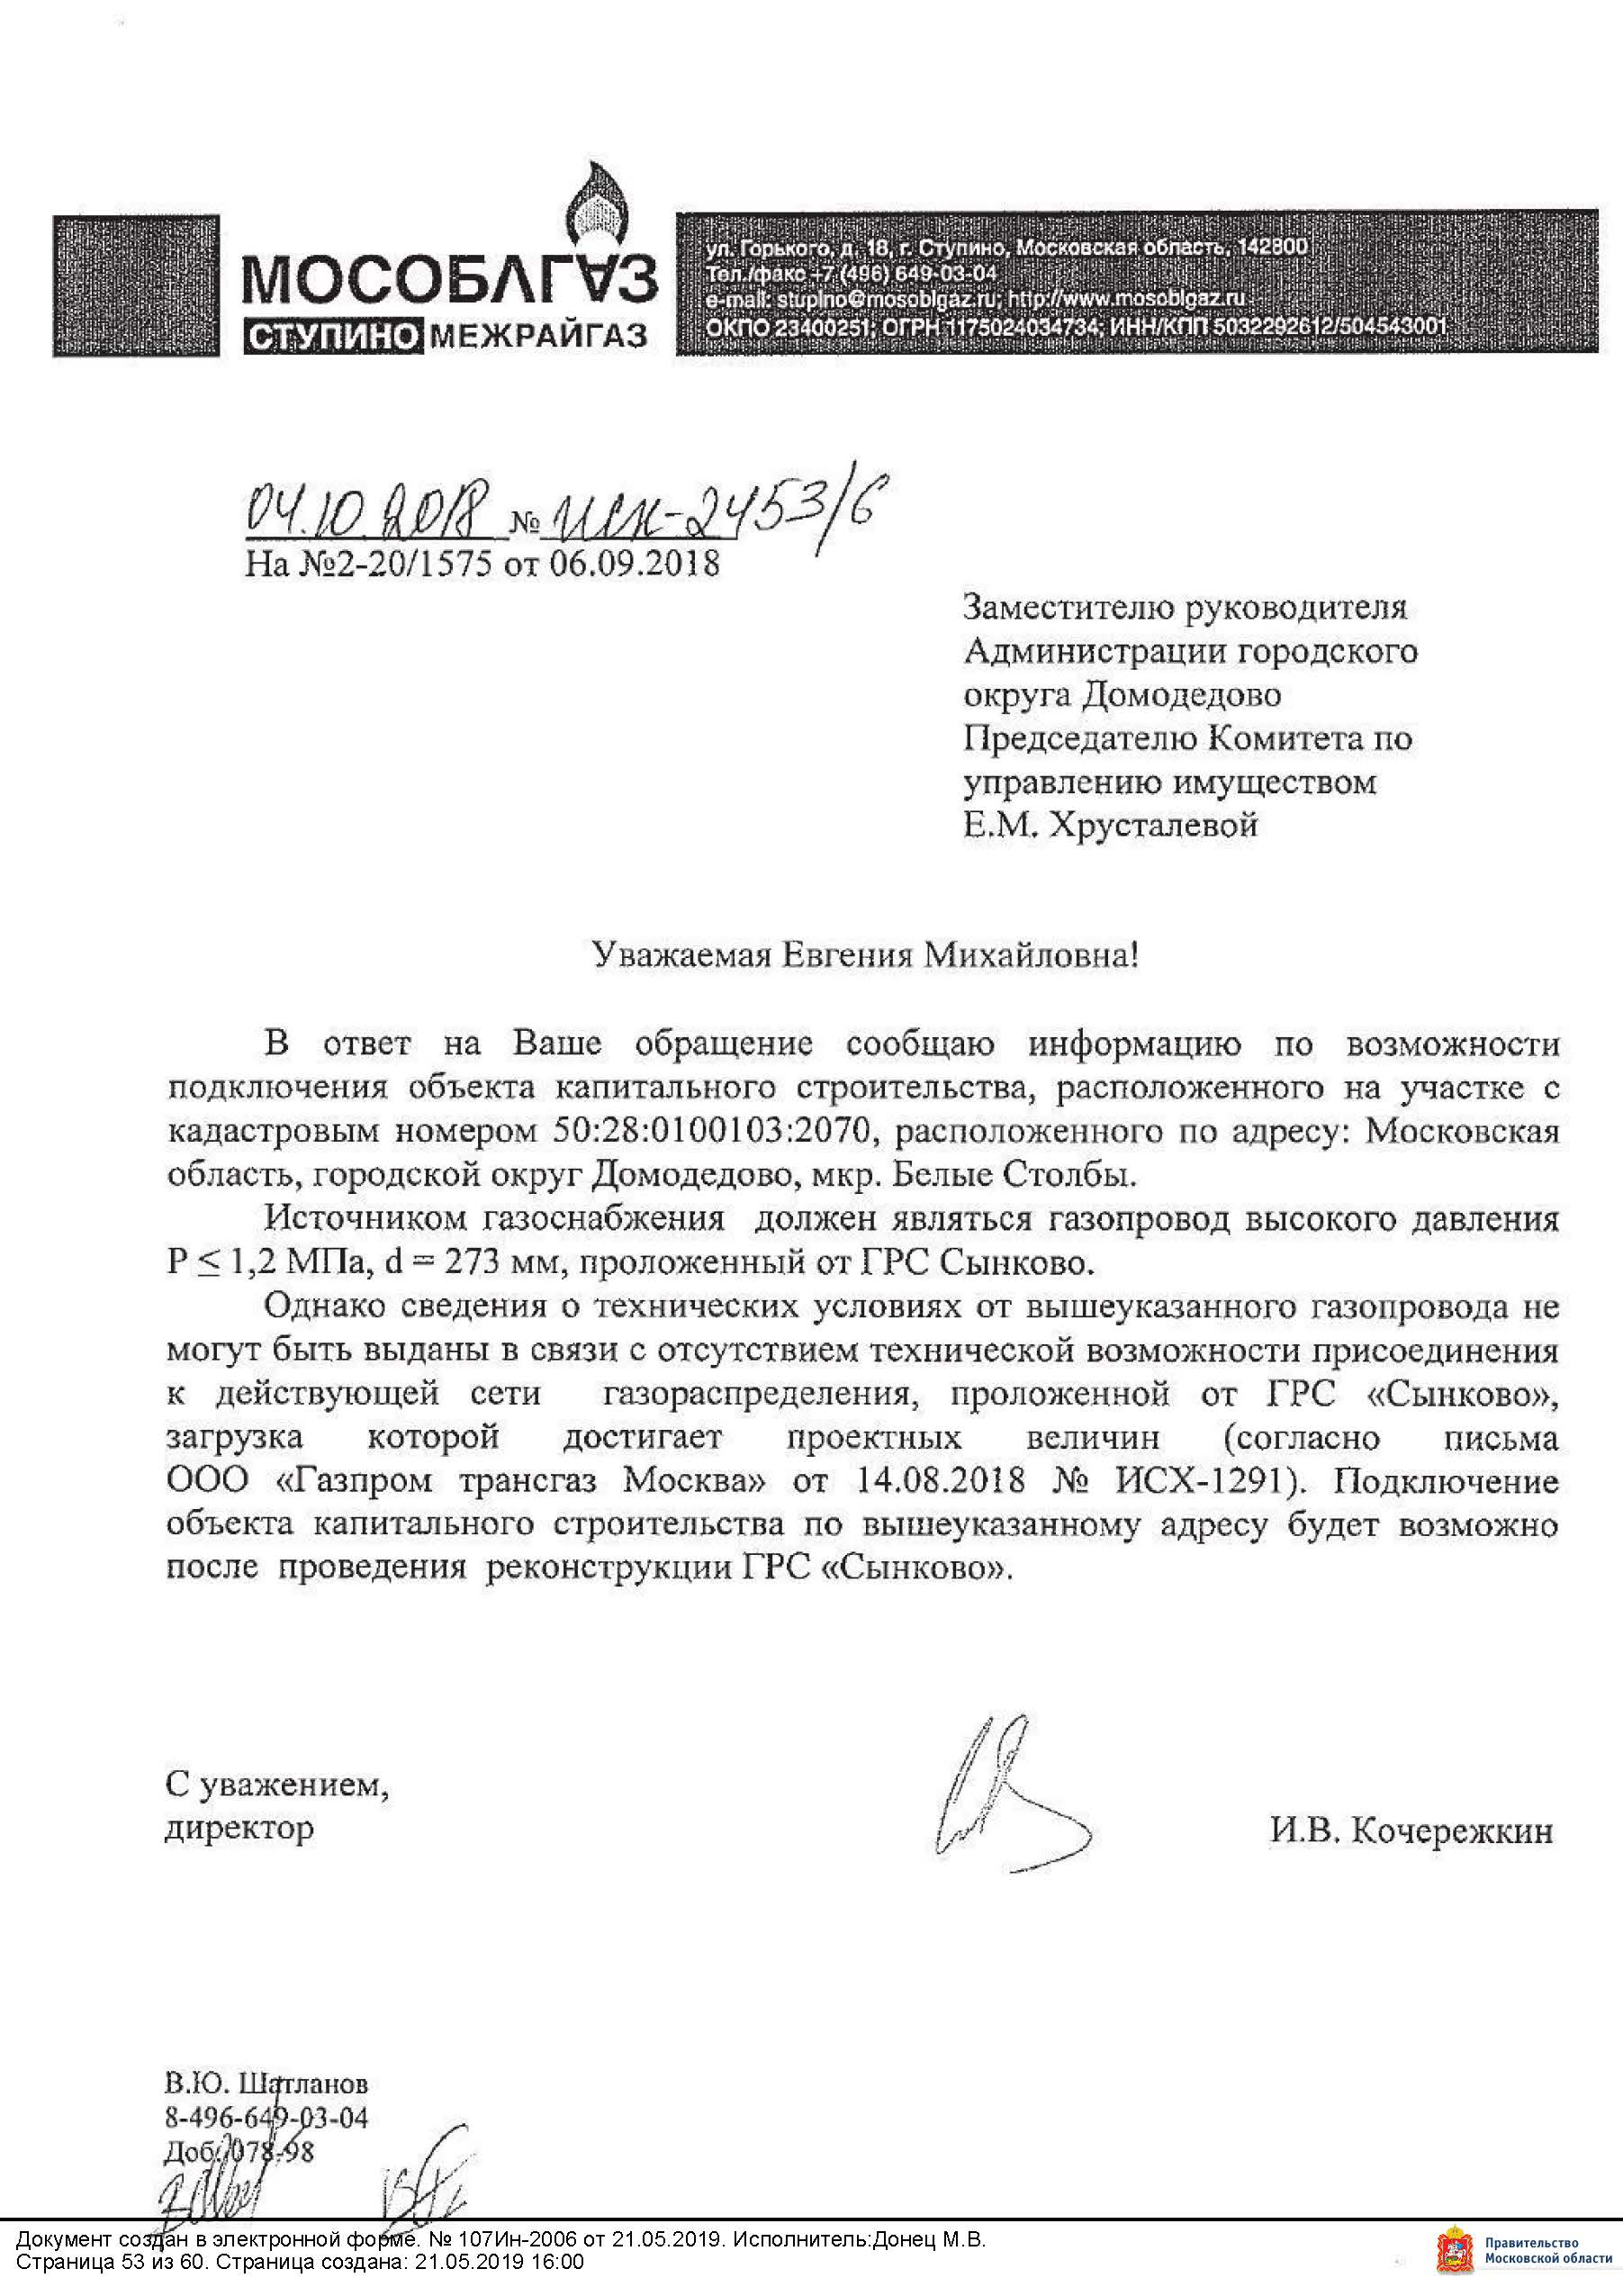 МОСОБЛГАЗ
СТУПИНО МЕЖРАЙГАЗ
ул. Горького, д. 18, г. Ступино, Московская область, 142800
Тел./факс +7 (496) 649-03-04
e-mail: stupino@mosoblgaz.ru; http://www.mosoblgaz.ru
ОКПО 23400251; ОГРН 1175024034734; ИНН/КПП 5032292612/504543001
04.10.2018 № исх-2453/6
На №2-20/1575 от 06.09.2018
Заместителю руководителя
Администрации городского
округа Домодедово
Председателю Комитета по
управлению имуществом
Е.М. Хрусталевой
Уважаемая Евгения Михайловна!
В ответ на Ваше обращение сообщаю информацию по возможности
подключения объекта капитального строительства, расположенного на участке с
кадастровым номером 50:28:0100103:2070, расположенного по адресу: Московская
область, городской округ Домодедово, мкр. Белые Столбы.
Источником газоснабжения должен являться газопровод высокого давления
Р ≤ 1,2 МПа, d = 273 мм, проложенный от ГРС Сынково.
Однако сведения о технических условиях от вышеуказанного газопровода не
могут быть выданы в связи с отсутствием технической возможности присоединения
к действующей сети газораспределения, проложенной от ГРС «Сынково»,
загрузка которой достигает проектных величин (согласно письма
ООО «Газпром трансгаз Москва» от 14.08.2018 № ИСХ-1291). Подключение
объекта капитального строительства по вышеуказанному адресу будет возможно
после проведения реконструкции ГРС «Сынково».
С уважением,
директор
И.В. Кочережкин
В.Ю. Шатланов
8-496-649-03-04
Доб. 078-98
Документ создан в электронной форме. № 107Ин-2006 от 21.05.2019. Исполнитель:Донец М.В.
Страница 53 из 60. Страница создана: 21.05.2019 16:00
Правительство
Московской области